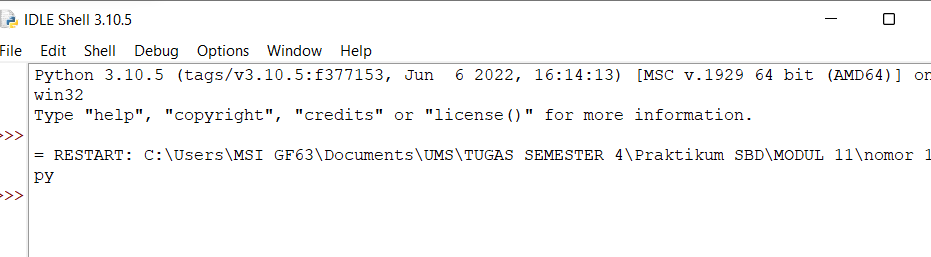 IDLE Shell 3.10.5
File Edit Shell Debug Options Window Help
Python 3.10.5 (tags/v3.10.5:f377153, Jun  6 2022, 16:14:13) [MSC v.1929 64 bit (AMD64)] on
win32
Type "help", "copyright", "credits" or "license()" for more information.
>>>
= RESTART: C:\Users\MSI GF63\Documents\UMS\TUGAS SEMESTER 4\Praktikum SBD\MODUL 11\nomor 1
py
>>>